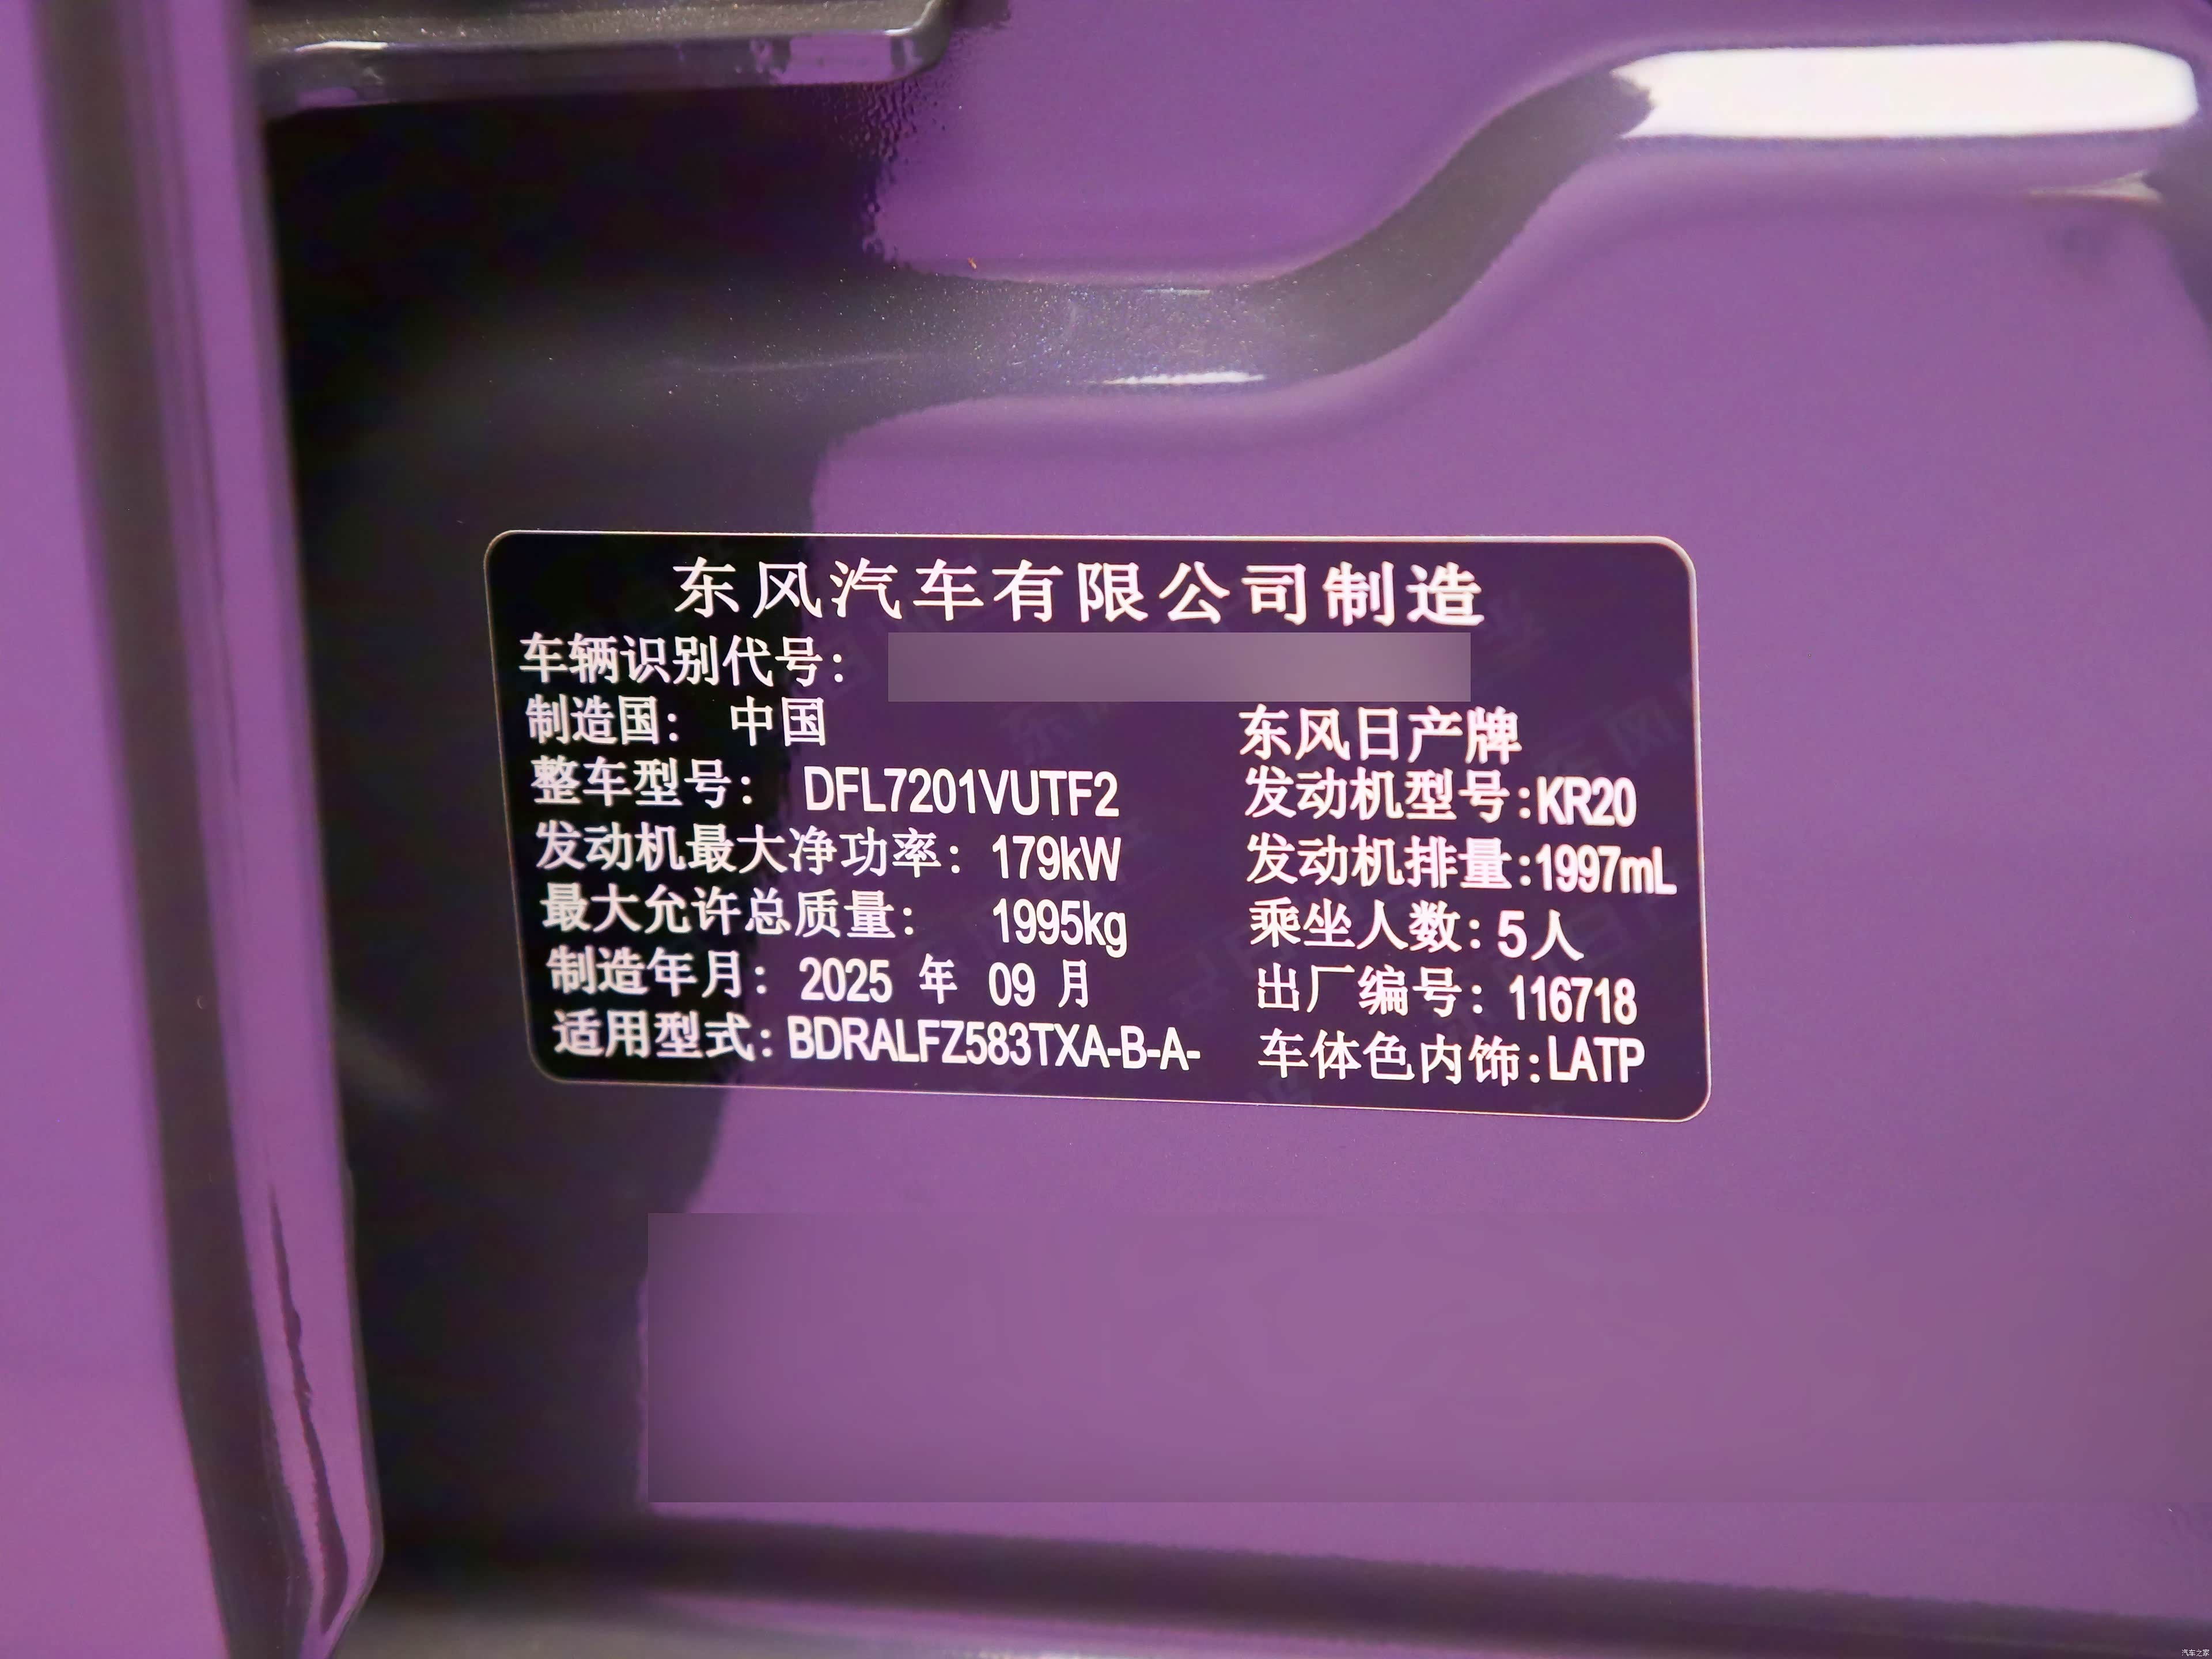 东风汽车有限公司制造
车辆识别代号：
制造国： 中国 东风日产牌
整车型号： DFL7201VUTF2 发动机型号:KR20
发动机最大净功率： 179kW 发动机排量:1997mL
最大允许总质量： 1995kg 乘坐人数：5人
制造年月： 2025 年 09 月 出厂编号：116718
适用型式：BDRALFZ583TXA-B-A- 车体色内饰:LATP
汽车之家